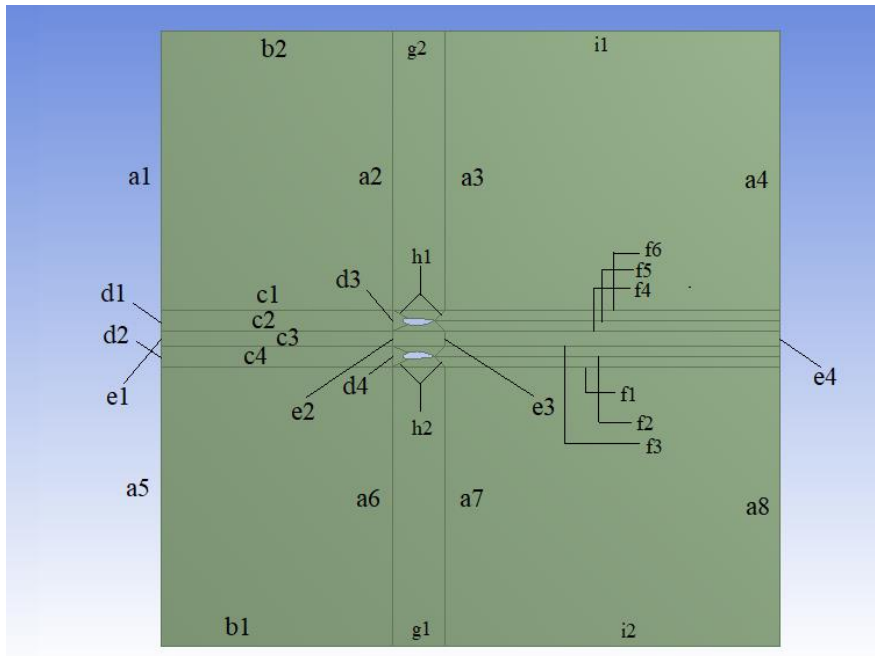 b2 g2 i1
a1 a2 a3 a4
h1 f6
d3 f5
f4
d1 c1
c2
d2 c3
c4
e1 d4 e4
e2 e3 f1
h2 f2
f3
a5 a6 a7 a8
b1 g1 i2